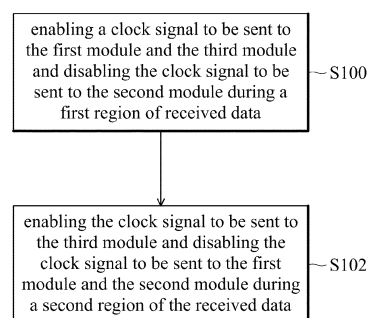 enabling a clock signal to be sent to
the first module and the third module
and disabling the clock signal to be
sent to the second module during a
first region of received data
S100
enabling the clock signal to be sent to
the third module and disabling the
clock signal to be sent to the first
module and the second module during
a second region of the received data
S102